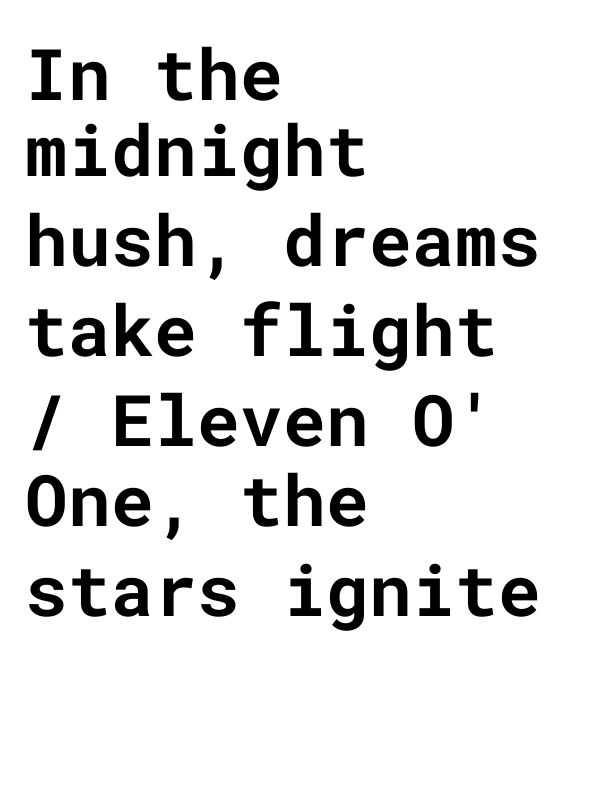 In the
midnight
hush, dreams
take flight
/ Eleven O'
One, the
stars ignite